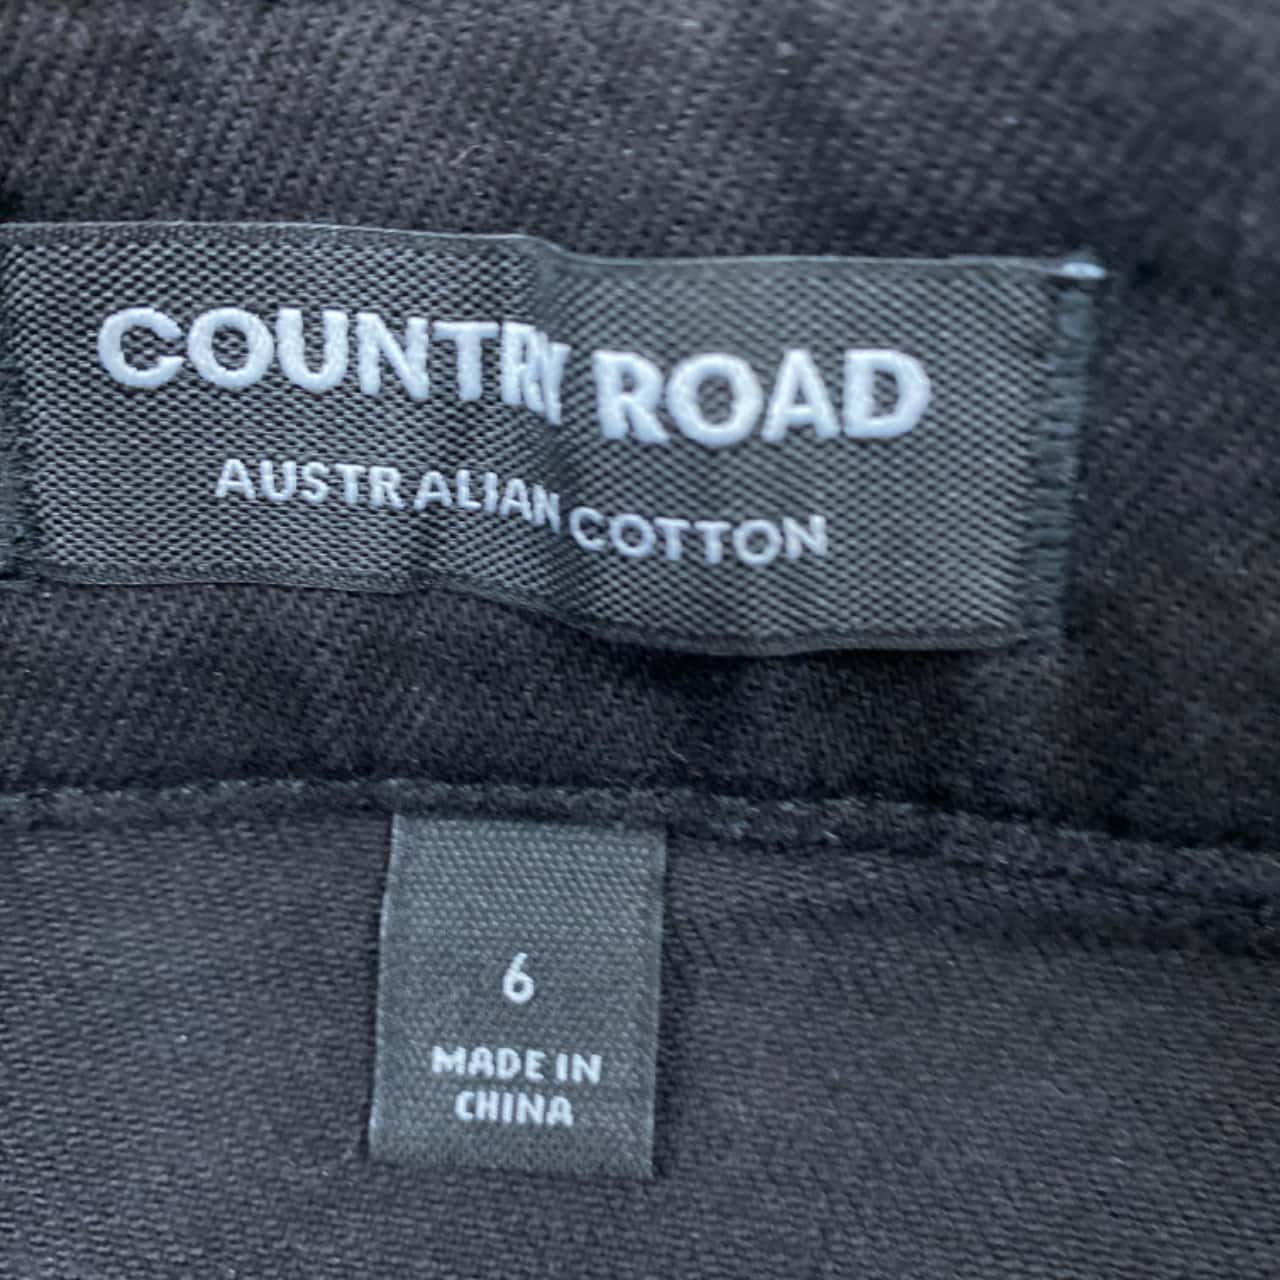 COUNTRY ROAD
AUSTRALIAN COTTON
6
MADE IN
CHINA